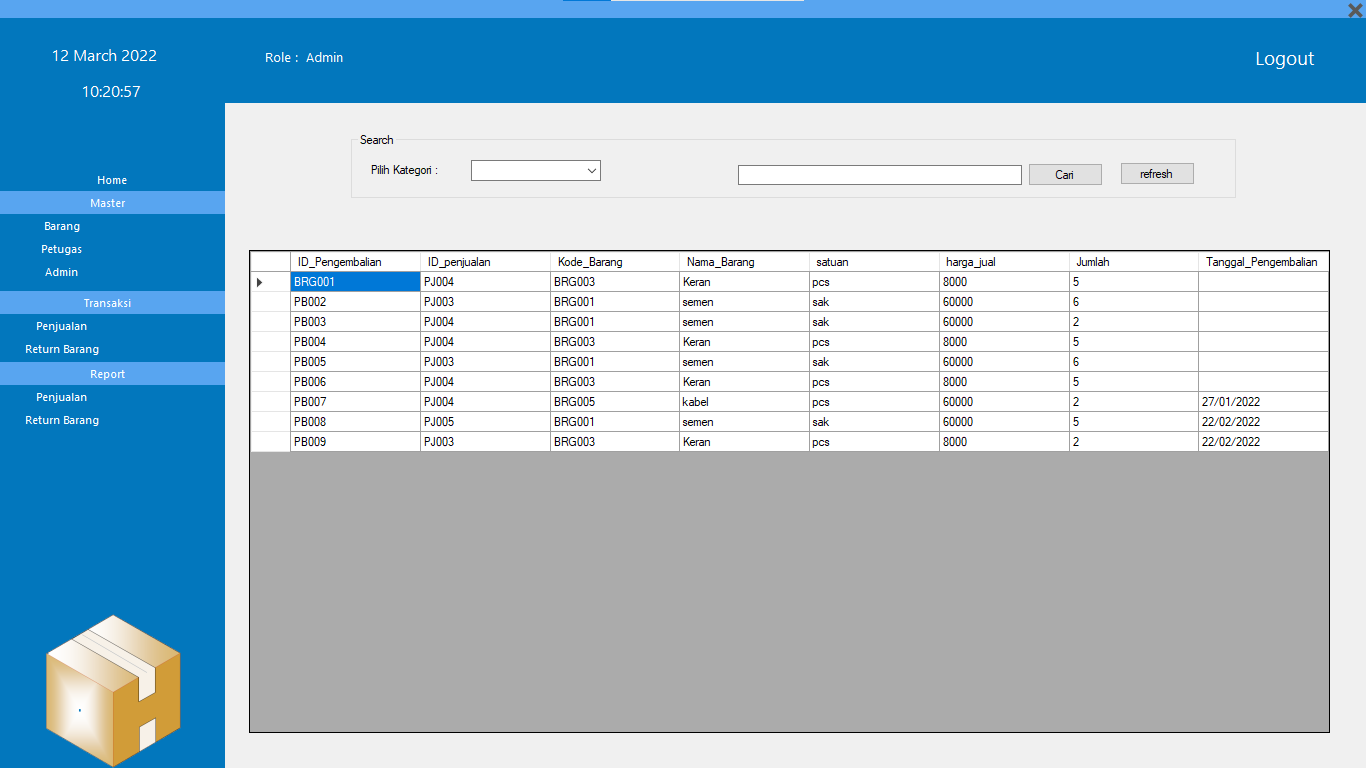 12 March 2022
10:20:57
Role : Admin
Logout
Home
Master
Barang
Petugas
Admin
Transaksi
Penjualan
Return Barang
Report
Penjualan
Return Barang
Search
Pilih Kategori :
Cari
refresh
ID_Pengembalian ID_penjualan Kode_Barang Nama_Barang satuan harga_jual Jumlah Tanggal_Pengembalian
BRG001 PJ004 BRG003 Keran pcs 8000 5
PB002 PJ003 BRG001 semen sak 60000 6
PB003 PJ004 BRG001 semen sak 60000 2
PB004 PJ004 BRG003 Keran pcs 8000 5
PB005 PJ003 BRG001 semen sak 60000 6
PB006 PJ004 BRG003 Keran pcs 8000 5
PB007 PJ004 BRG005 kabel pcs 60000 2 27/01/2022
PB008 PJ005 BRG001 semen sak 60000 5 22/02/2022
PB009 PJ003 BRG003 Keran pcs 8000 2 22/02/2022